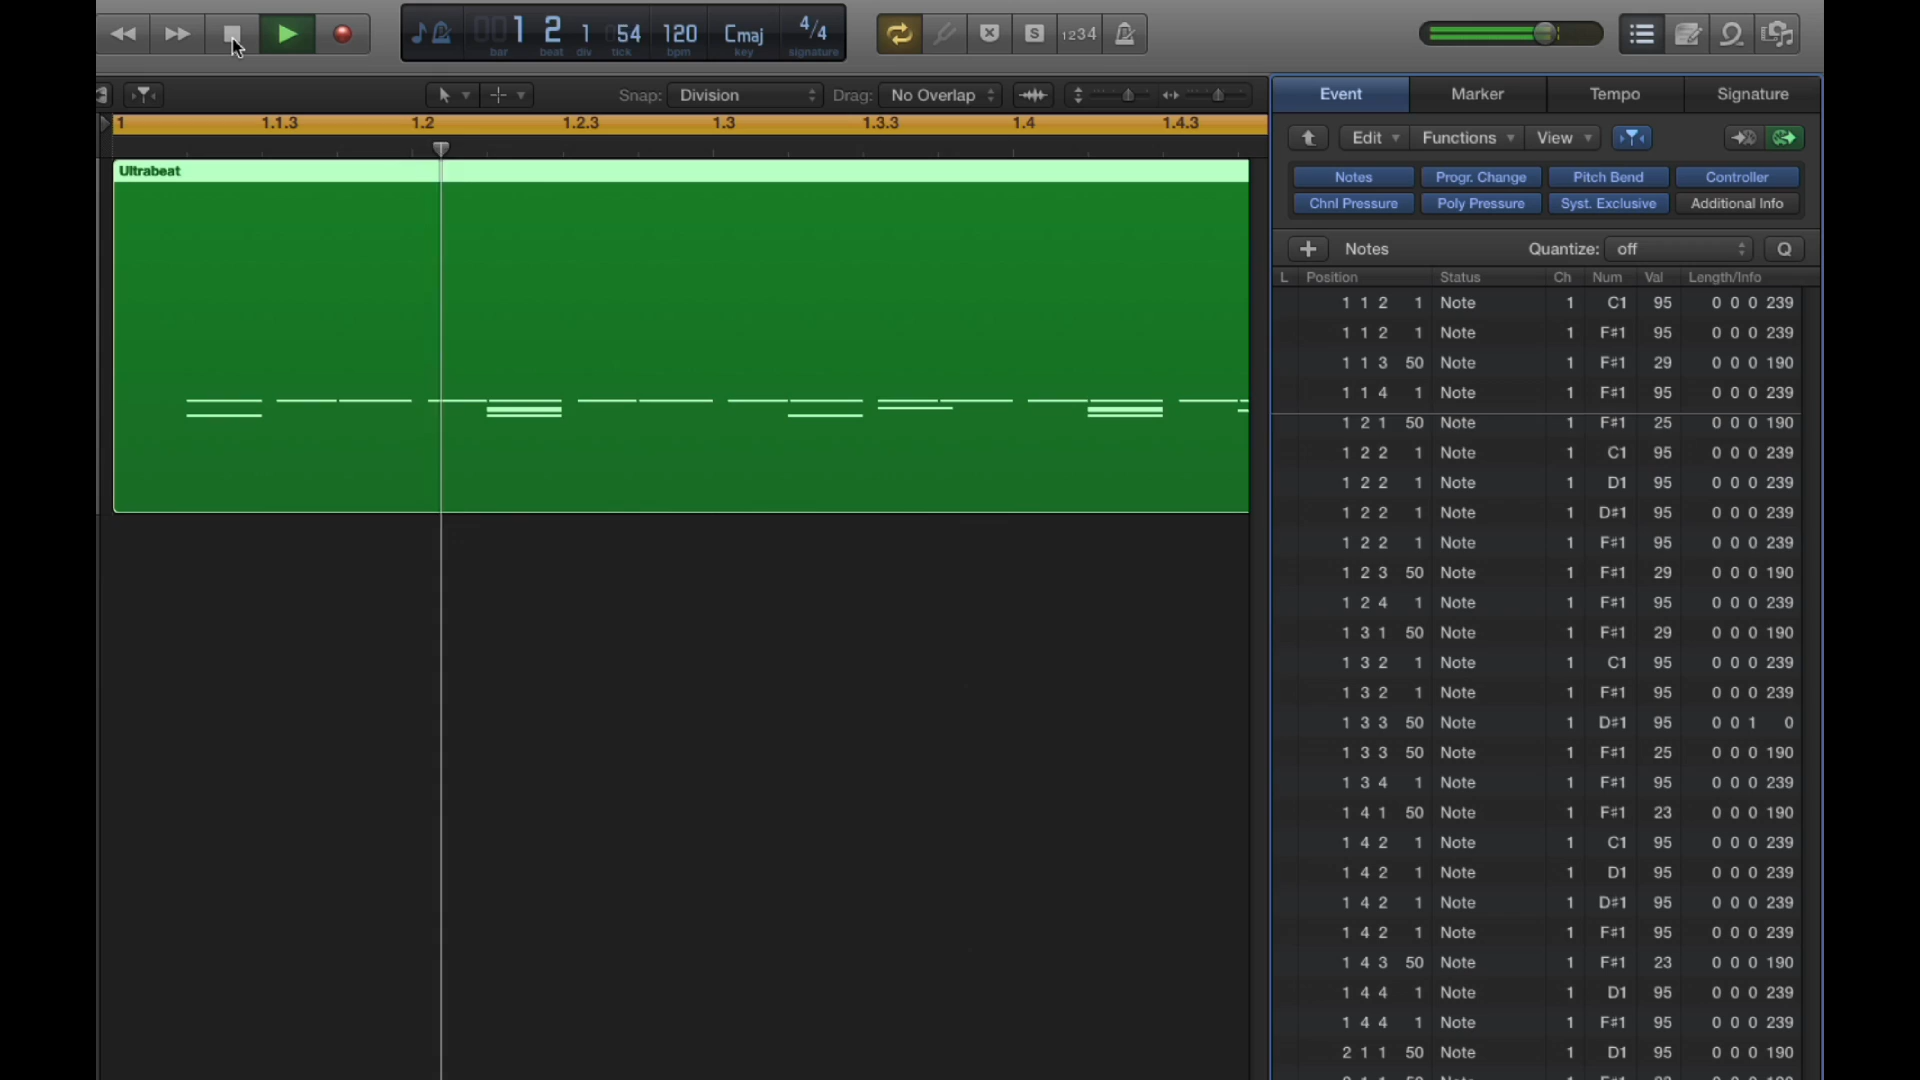 1 2 1 54 120 Cmaj 4/4
bar beat div tick bpm key signature
S 1234
Snap: Division Drag: No Overlap
1 1.1.3 1.2 1.2.3 1.3 1.3.3 1.4 1.4.3
Ultrabeat
Event Marker Tempo Signature
Edit Functions View
Notes Progr. Change Pitch Bend Controller
Chnl Pressure Poly Pressure Syst. Exclusive Additional Info
+ Notes Quantize: off Q
L Position Status Ch Num Val Length/Info
1 1 2 1 Note 1 C1 95 0 0 0 239
1 1 2 1 Note 1 F♯1 95 0 0 0 239
1 1 3 50 Note 1 F♯1 29 0 0 0 190
1 1 4 1 Note 1 F♯1 95 0 0 0 239
1 2 1 50 Note 1 F♯1 25 0 0 0 190
1 2 2 1 Note 1 C1 95 0 0 0 239
1 2 2 1 Note 1 D1 95 0 0 0 239
1 2 2 1 Note 1 D♯1 95 0 0 0 239
1 2 2 1 Note 1 F♯1 95 0 0 0 239
1 2 3 50 Note 1 F♯1 29 0 0 0 190
1 2 4 1 Note 1 F♯1 95 0 0 0 239
1 3 1 50 Note 1 F♯1 29 0 0 0 190
1 3 2 1 Note 1 C1 95 0 0 0 239
1 3 2 1 Note 1 F♯1 95 0 0 0 239
1 3 3 50 Note 1 D♯1 95 0 0 1 0
1 3 3 50 Note 1 F♯1 25 0 0 0 190
1 3 4 1 Note 1 F♯1 95 0 0 0 239
1 4 1 50 Note 1 F♯1 23 0 0 0 190
1 4 2 1 Note 1 C1 95 0 0 0 239
1 4 2 1 Note 1 D1 95 0 0 0 239
1 4 2 1 Note 1 D♯1 95 0 0 0 239
1 4 2 1 Note 1 F♯1 95 0 0 0 239
1 4 3 50 Note 1 F♯1 23 0 0 0 190
1 4 4 1 Note 1 D1 95 0 0 0 239
1 4 4 1 Note 1 F♯1 95 0 0 0 239
2 1 1 50 Note 1 D1 95 0 0 0 190